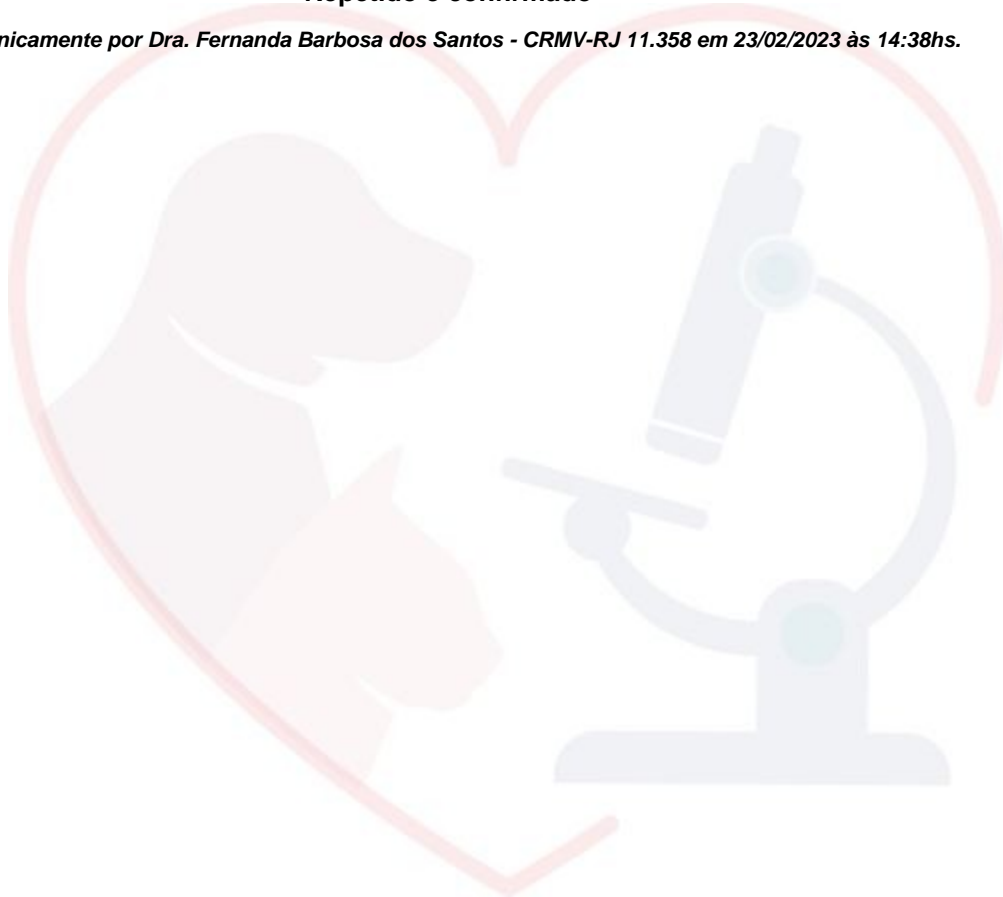 Repetido e confirmado
nicamente por Dra. Fernanda Barbosa dos Santos - CRMV-RJ 11.358 em 23/02/2023 às 14:38hs.